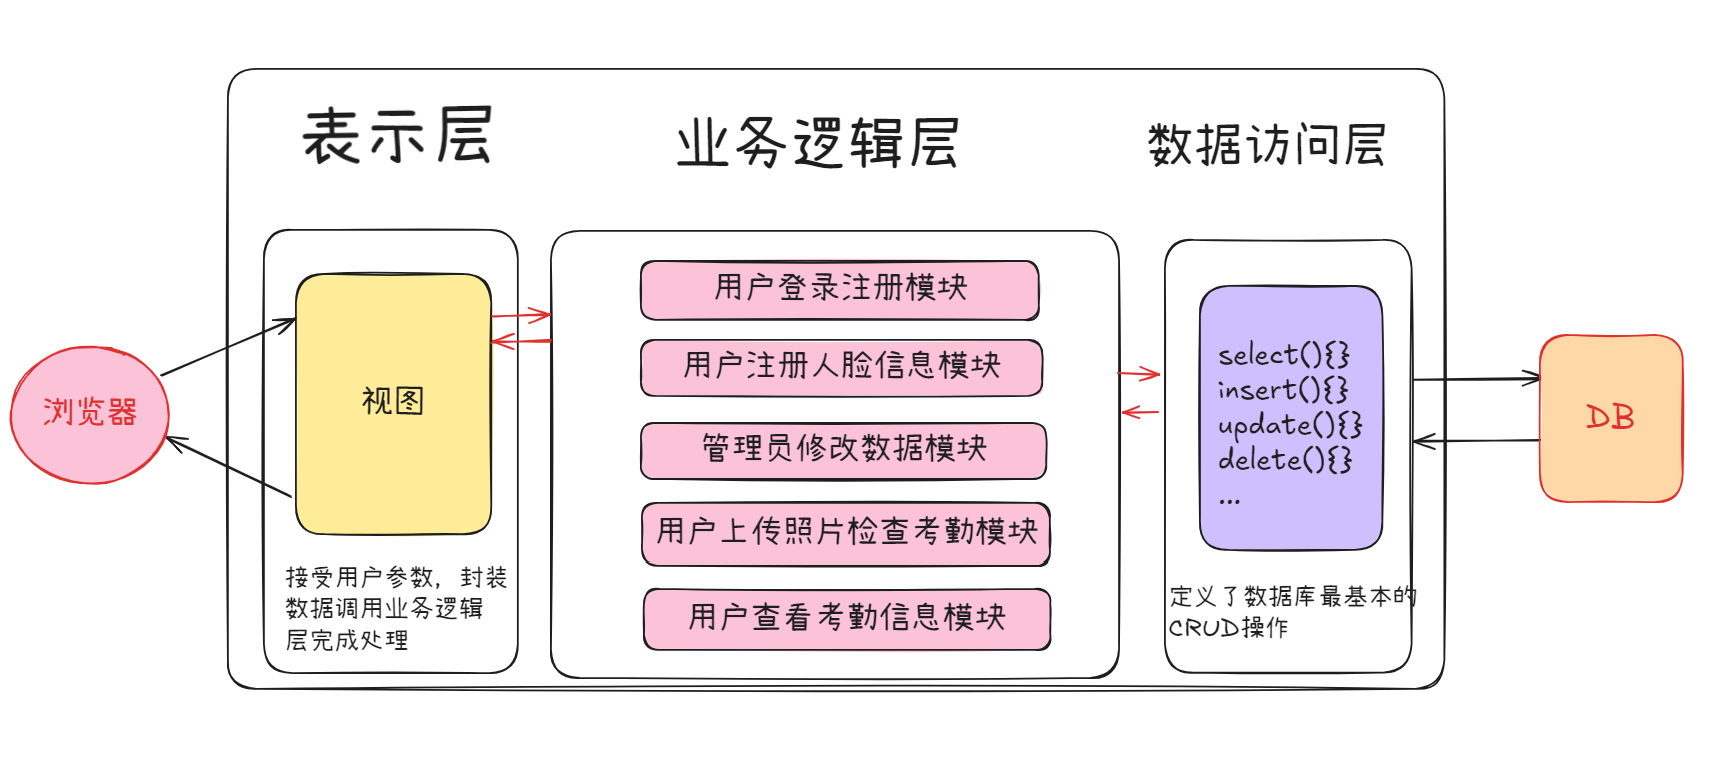 表示层
业务逻辑层
数据访问层
浏览器
视图
接受用户参数，封装
数据调用业务逻辑
层完成处理
用户登录注册模块
用户注册人脸信息模块
管理员修改数据模块
用户上传照片检查考勤模块
用户查看考勤信息模块
select(){}
insert(){}
update(){}
delete(){}
...
定义了数据库最基本的
CRUD操作
DB